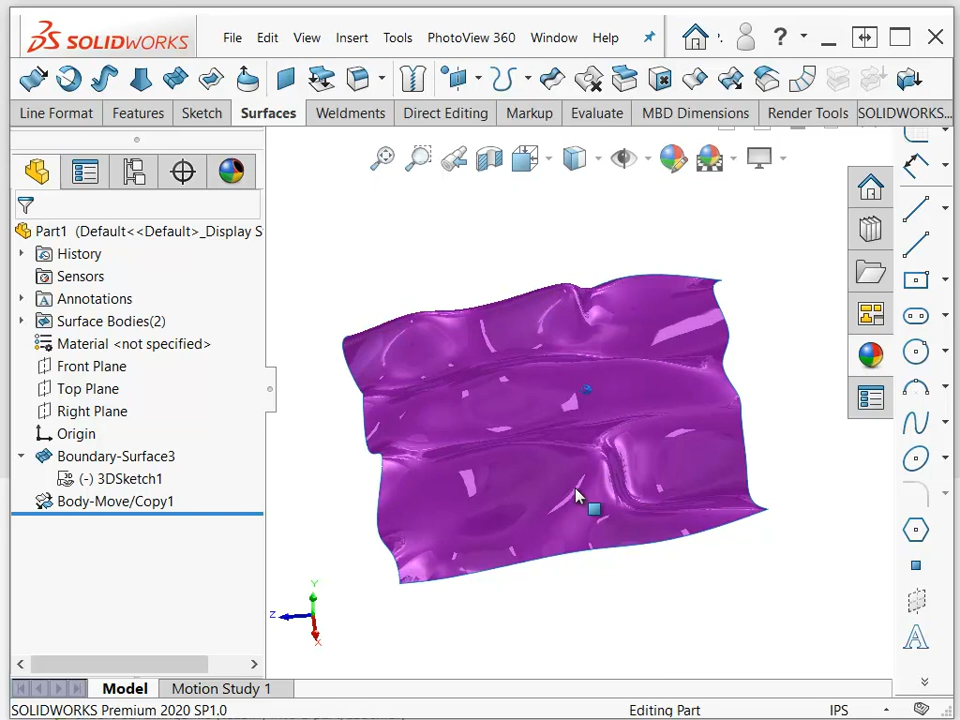 SOLIDWORKS File Edit View Insert Tools PhotoView 360 Window Help ?
Line Format Features Sketch Surfaces Weldments Direct Editing Markup Evaluate MBD Dimensions Render Tools SOLIDWORKS...
Part1 (Default<<Default>_Display S
History
Sensors
Annotations
Surface Bodies(2)
Material <not specified>
Front Plane
Top Plane
Right Plane
Origin
Boundary-Surface3
(-) 3DSketch1
Body-Move/Copy1
Y
Z
X
Model Motion Study 1
SOLIDWORKS Premium 2020 SP1.0 Editing Part IPS